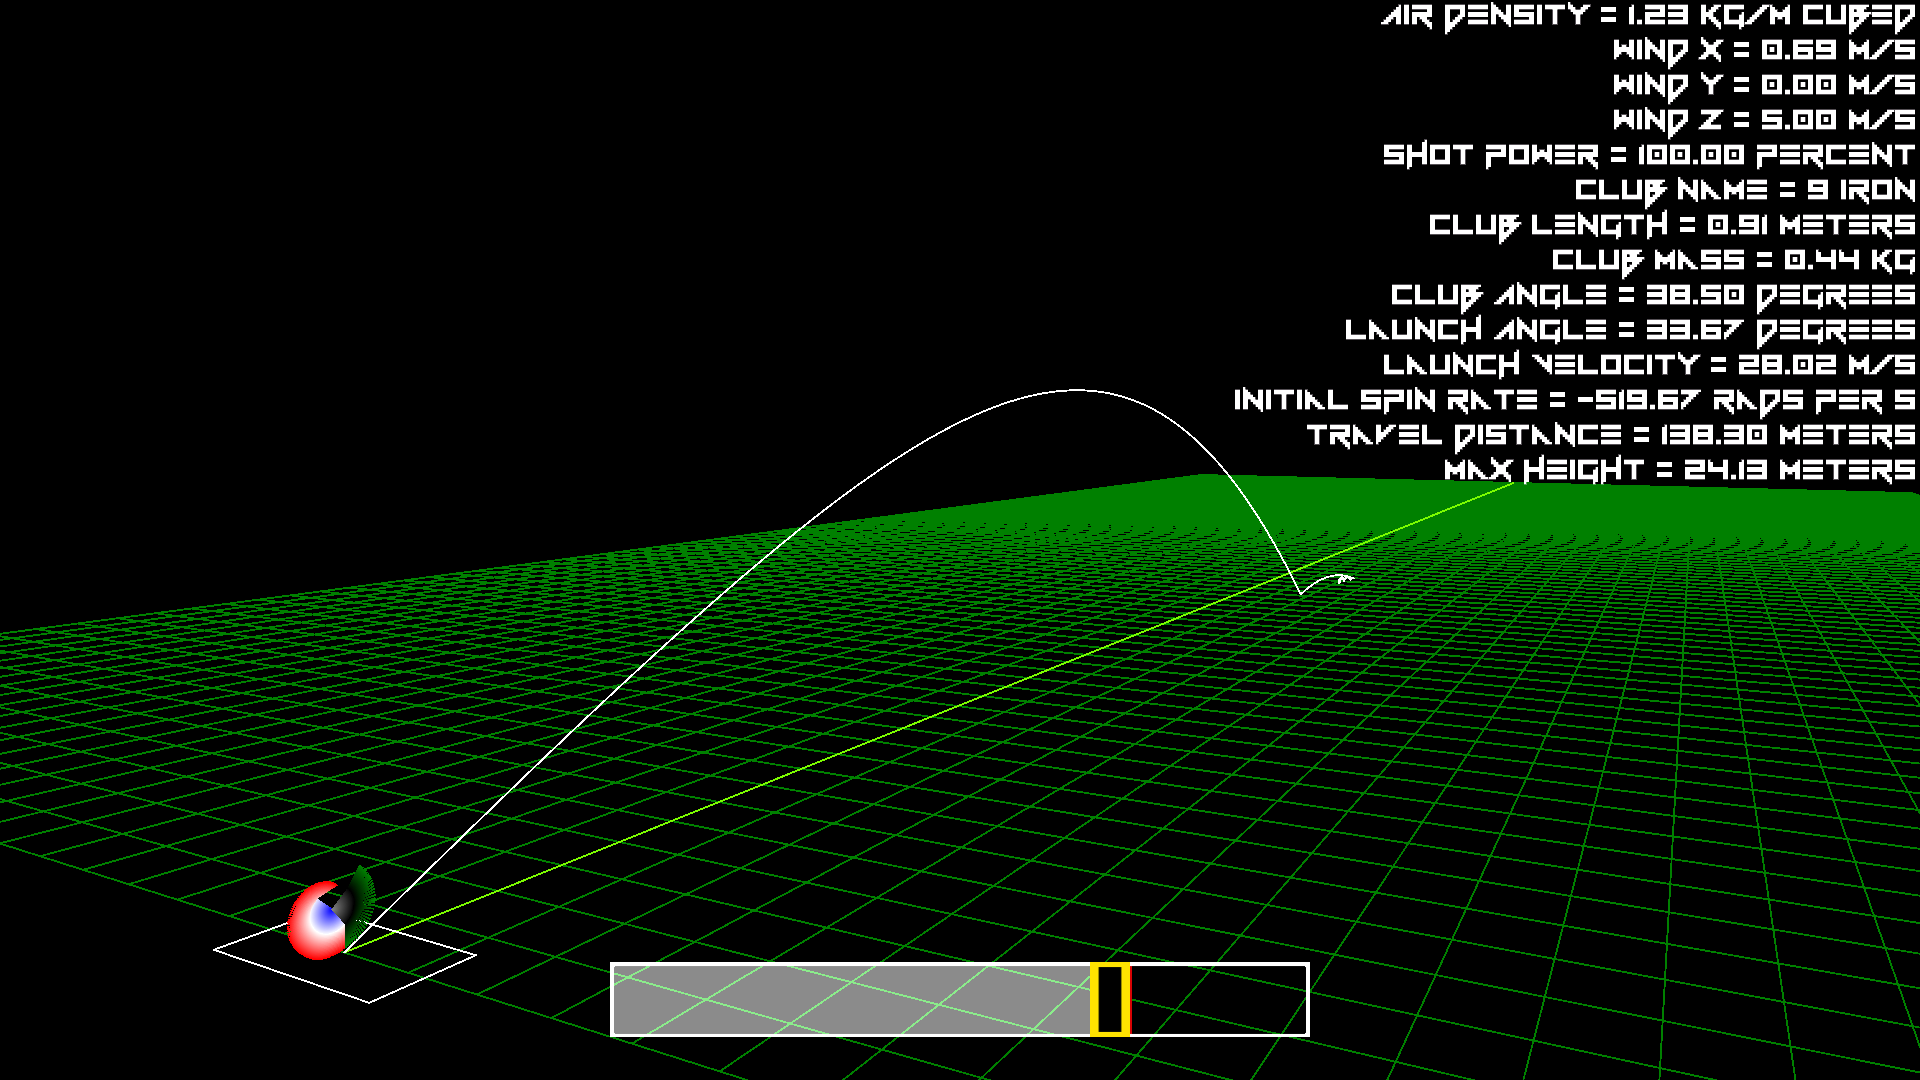 AIR DENSITY = 1.23 KG/M CUBED
WIND X = 0.69 M/S
WIND Y = 0.00 M/S
WIND Z = 5.00 M/S
SHOT POWER = 100.00 PERCENT
CLUB NAME = 9 IRON
CLUB LENGTH = 0.91 METERS
CLUB MASS = 0.44 KG
CLUB ANGLE = 38.50 DEGREES
LAUNCH ANGLE = 33.67 DEGREES
LAUNCH VELOCITY = 28.02 M/S
INITIAL SPIN RATE = -519.67 RADS PER S
TRAVEL DISTANCE = 138.30 METERS
MAX HEIGHT = 24.13 METERS